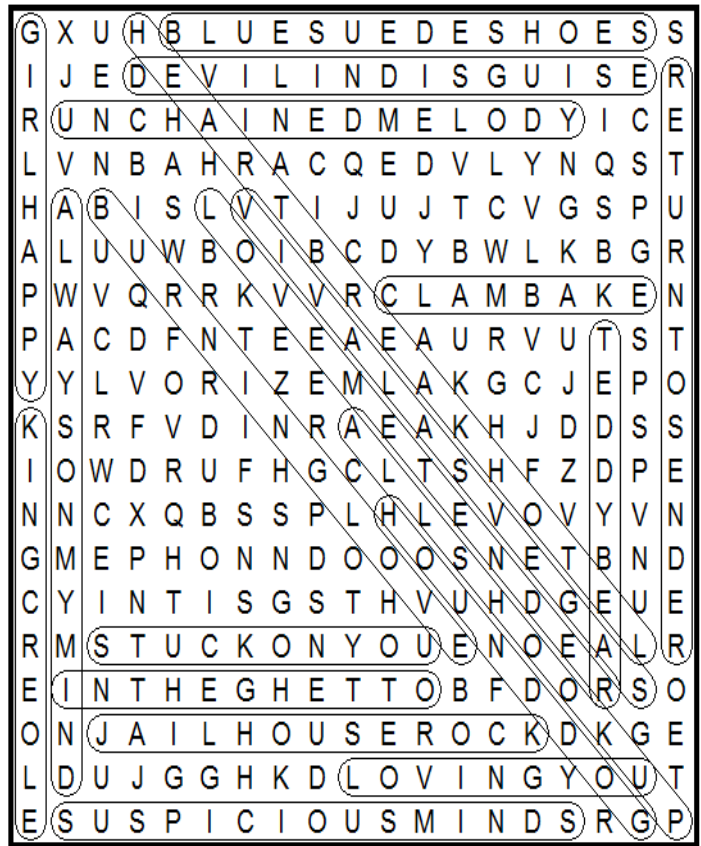 G X U H B L U E S U E D E S H O E S S
I J E D E V I L I N D I S G U I S E R
R U N C H A I N E D M E L O D Y I C E
L V N B A H R A C Q E D V L Y N Q S T
H A B I S L V T I J U J T C V G S P U
A L U U W B O I B C D Y B W L K B G R
P W V Q R R K V V R C L A M B A K E N
P A C D F N T E E A E A U R V U T S T
Y Y L V O R I Z E M L A K G C J E P O
K S R F V D I N R A E A K H J D D S S
I O W D R U F H G C L T S H F Z D P E
N N C X Q B S S P L H L E V O V Y V N
G M E P H O N N D O O O S N E T B N D
C Y I N T I S G S T H V U H D G E U E
R M S T U C K O N Y O U E N O E A L R
E I N T H E G H E T T O B F D O R S O
O N J A I L H O U S E R O C K D K G E
L D U J G G H K D L O V I N G Y O U T
E S U S P I C I O U S M I N D S R G P